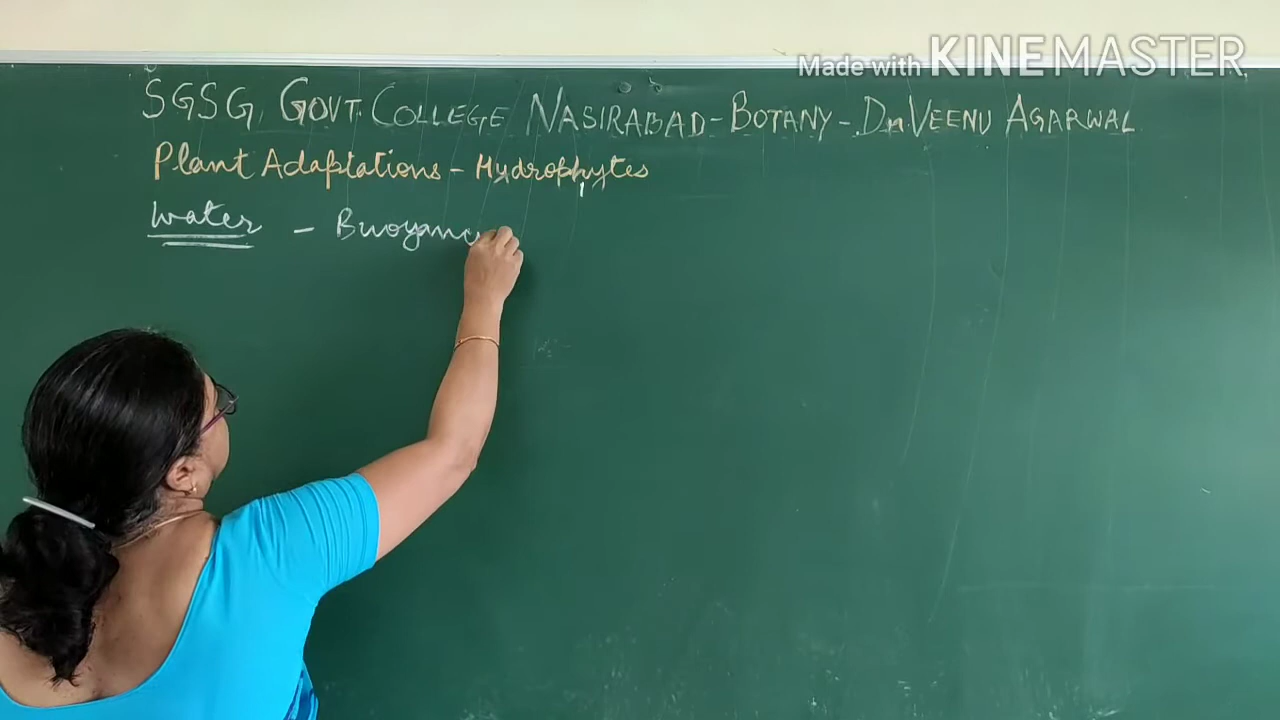 Made with KINEMASTER
SGSG. GOVT. COLLEGE NASIRABAD - BOTANY - Dr. VEENU AGARWAL
Plant Adaptations - Hydrophytes
Water - Buoyanc